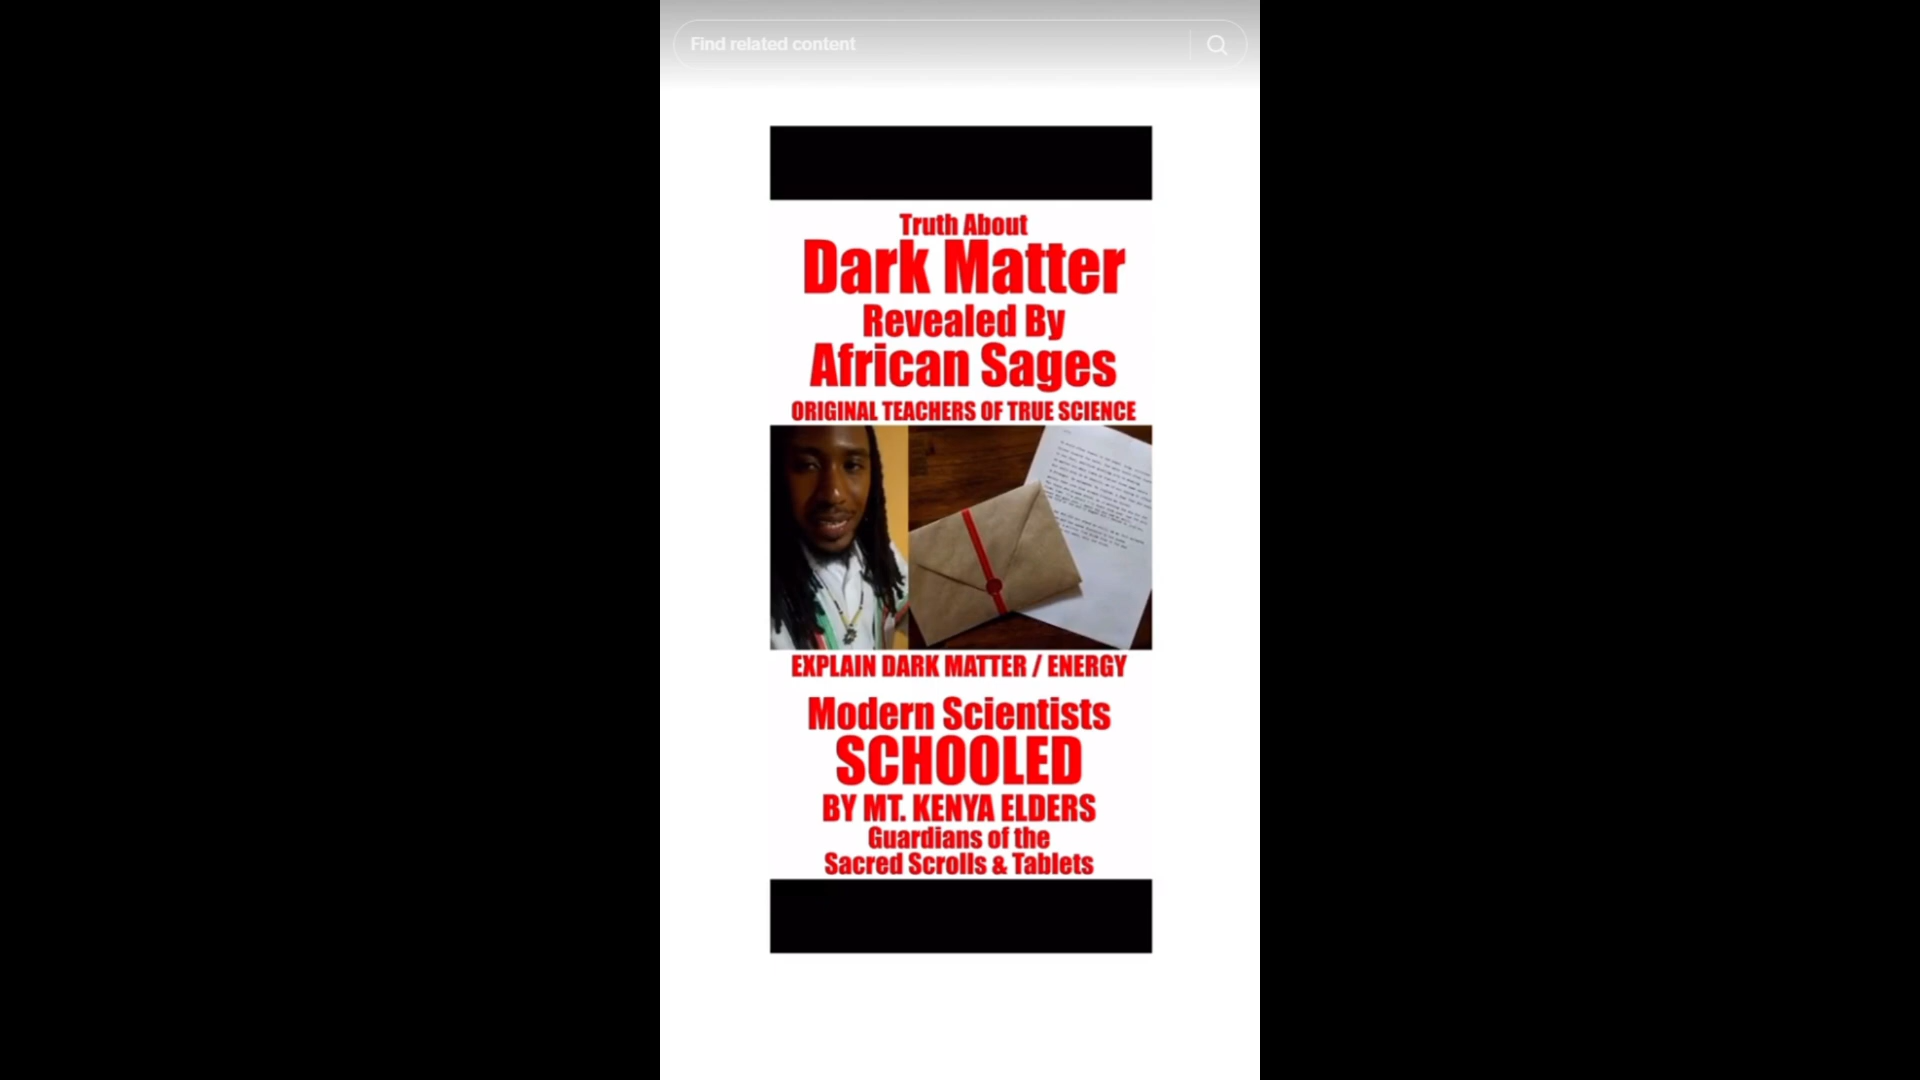 Find related content
Truth About
Dark Matter
Revealed By
African Sages
ORIGINAL TEACHERS OF TRUE SCIENCE
EXPLAIN DARK MATTER / ENERGY
Modern Scientists
SCHOOLED
BY MT. KENYA ELDERS
Guardians of the
Sacred Scrolls & Tablets